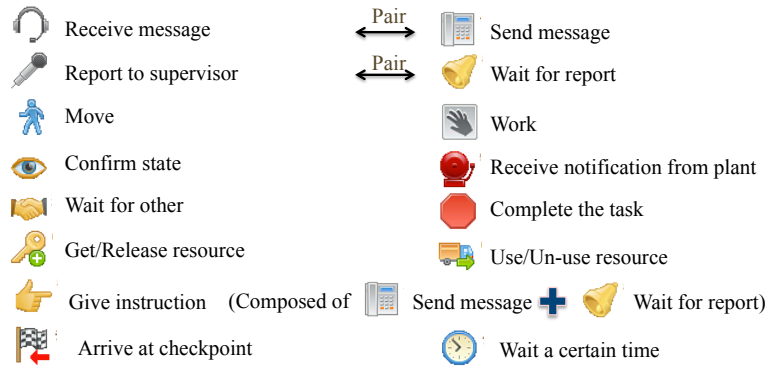 Receive message Pair Send message
Report to supervisor Pair Wait for report
Move Work
Confirm state Receive notification from plant
Wait for other Complete the task
Get/Release resource Use/Un-use resource
Give instruction (Composed of Send message Wait for report)
Arrive at checkpoint Wait a certain time